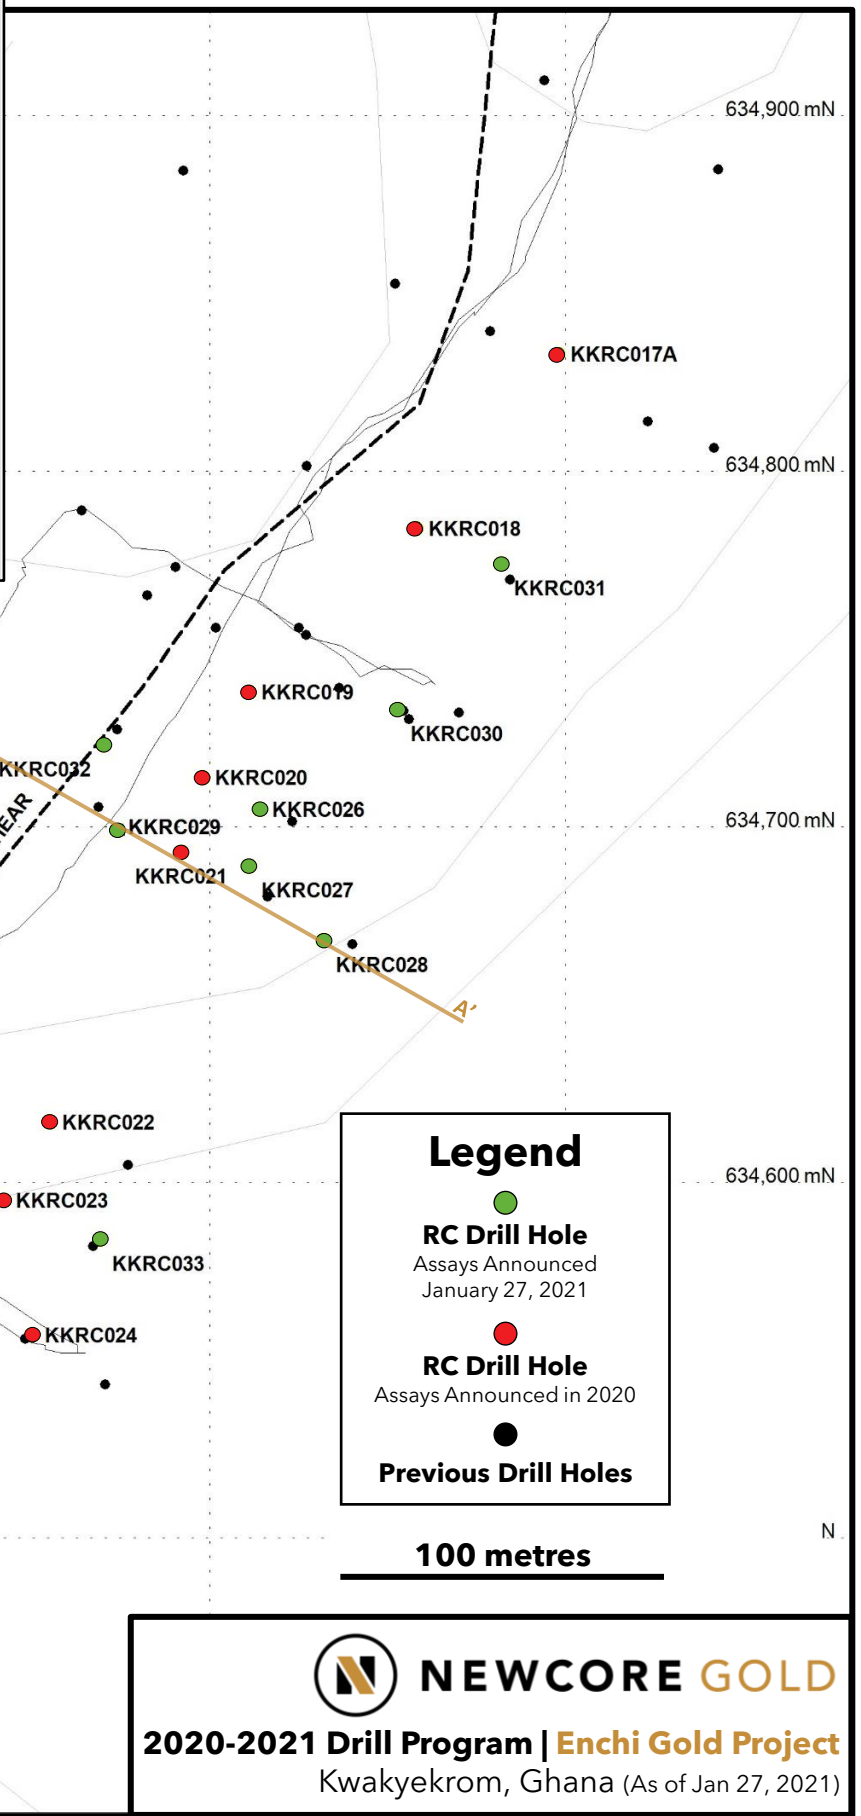 634,900 mN
KKRC017A
634,800 mN
KKRC018
KKRC031
KKRC019
KKRC030
KKRC032
KKRC020
KKRC026
EAR
KKRC029
634,700 mN
KKRC021
KKRC027
KKRC028
A'
KKRC022
634,600 mN
KKRC023
KKRC033
KKRC024
Legend
RC Drill Hole
Assays Announced
January 27, 2021
RC Drill Hole
Assays Announced in 2020
Previous Drill Holes
N
100 metres
N NEWCORE GOLD
2020-2021 Drill Program | Enchi Gold Project
Kwakyekrom, Ghana (As of Jan 27, 2021)